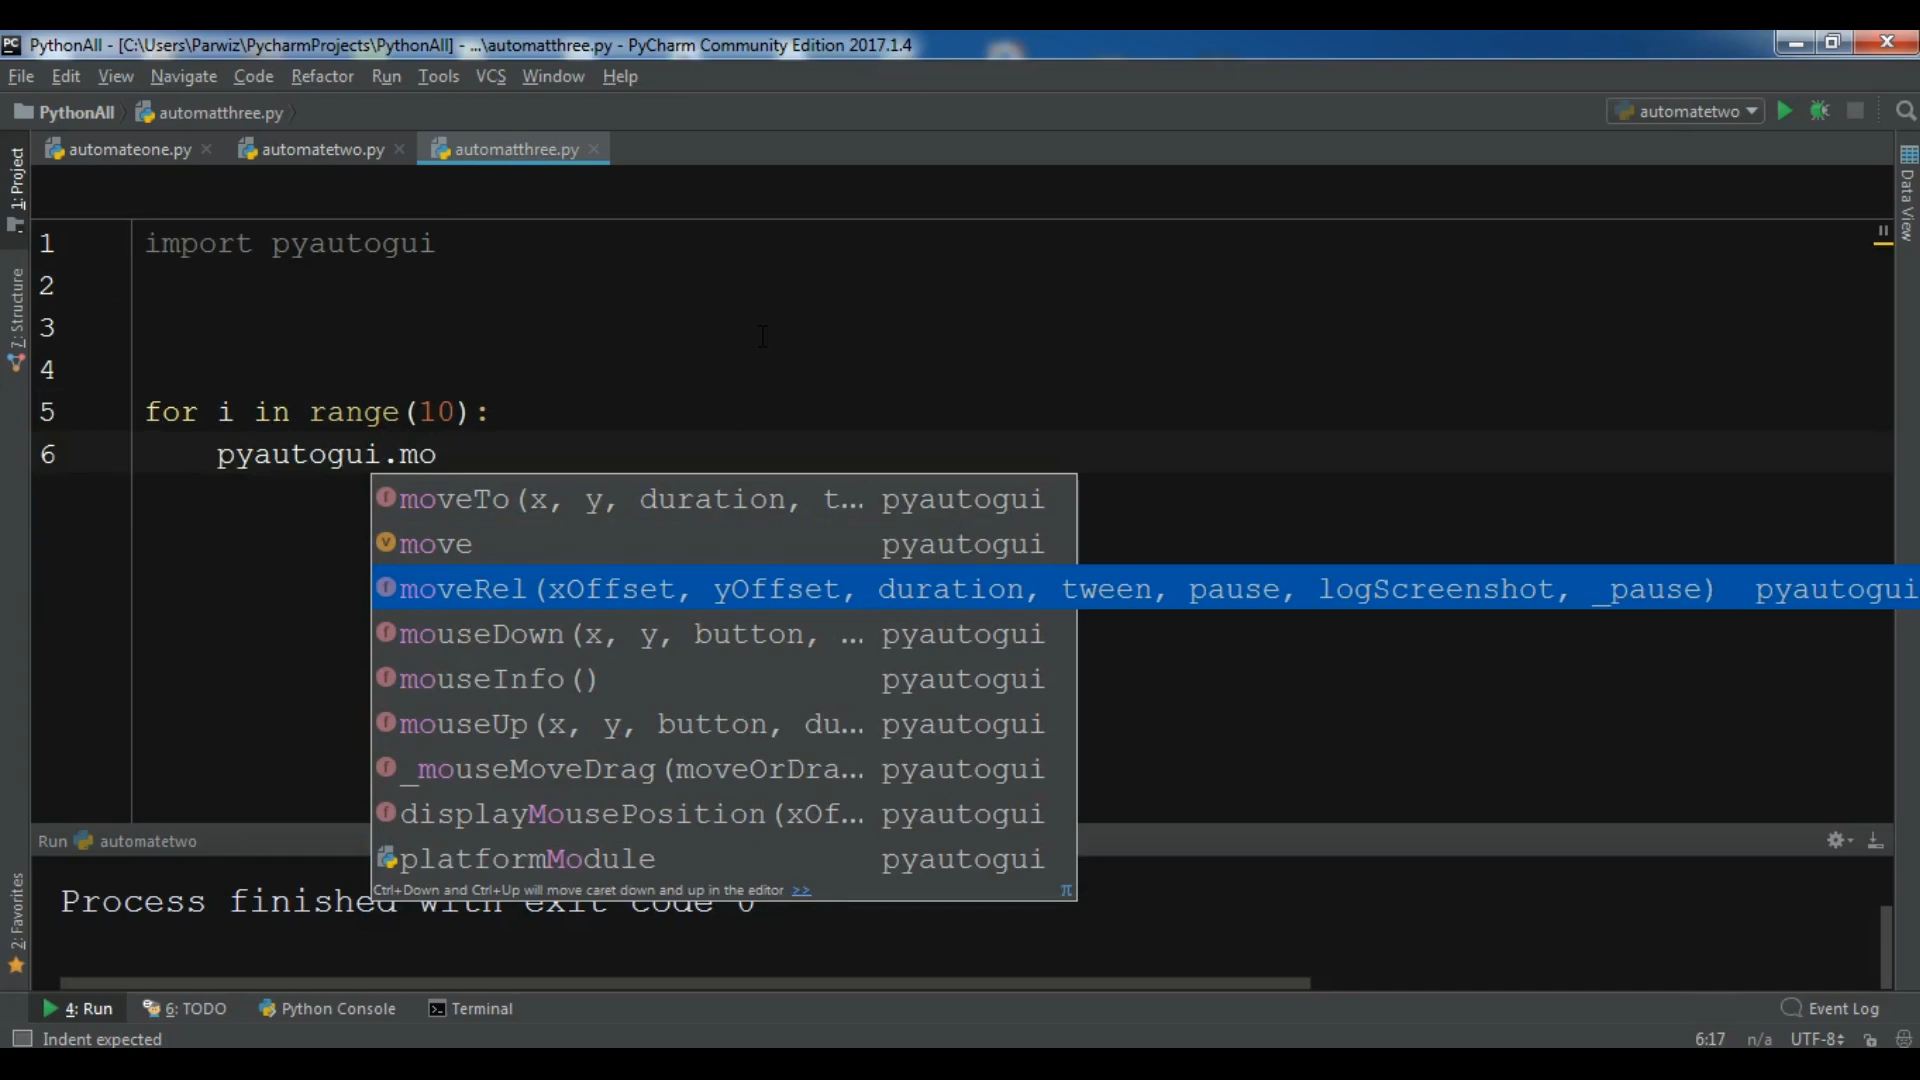 PythonAll - [C:\Users\Parwiz\PycharmProjects\PythonAll] - ...\automatthree.py - PyCharm Community Edition 2017.1.4
File Edit View Navigate Code Refactor Run Tools VCS Window Help
PythonAll automatthree.py automatetwo
automateone.py automatetwo.py automatthree.py
1: Project
7: Structure
2: Favorites
Data View
1 import pyautogui
2
3
4
5 for i in range(10):
6 pyautogui.mo
moveTo(x, y, duration, t... pyautogui
move pyautogui
moveRel(xOffset, yOffset, duration, tween, pause, logScreenshot, _pause) pyautogui
mouseDown(x, y, button, ... pyautogui
mouseInfo() pyautogui
mouseUp(x, y, button, du... pyautogui
_mouseMoveDrag(moveOrDra... pyautogui
displayMousePosition(xOf... pyautogui
platformModule pyautogui
Ctrl+Down and Ctrl+Up will move caret down and up in the editor >> π
Run automatetwo
Process finished with exit code 0
4: Run 6: TODO Python Console Terminal Event Log
Indent expected 6:17 n/a UTF-8